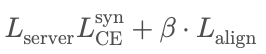 L_server L_CE^syn + β · L_align